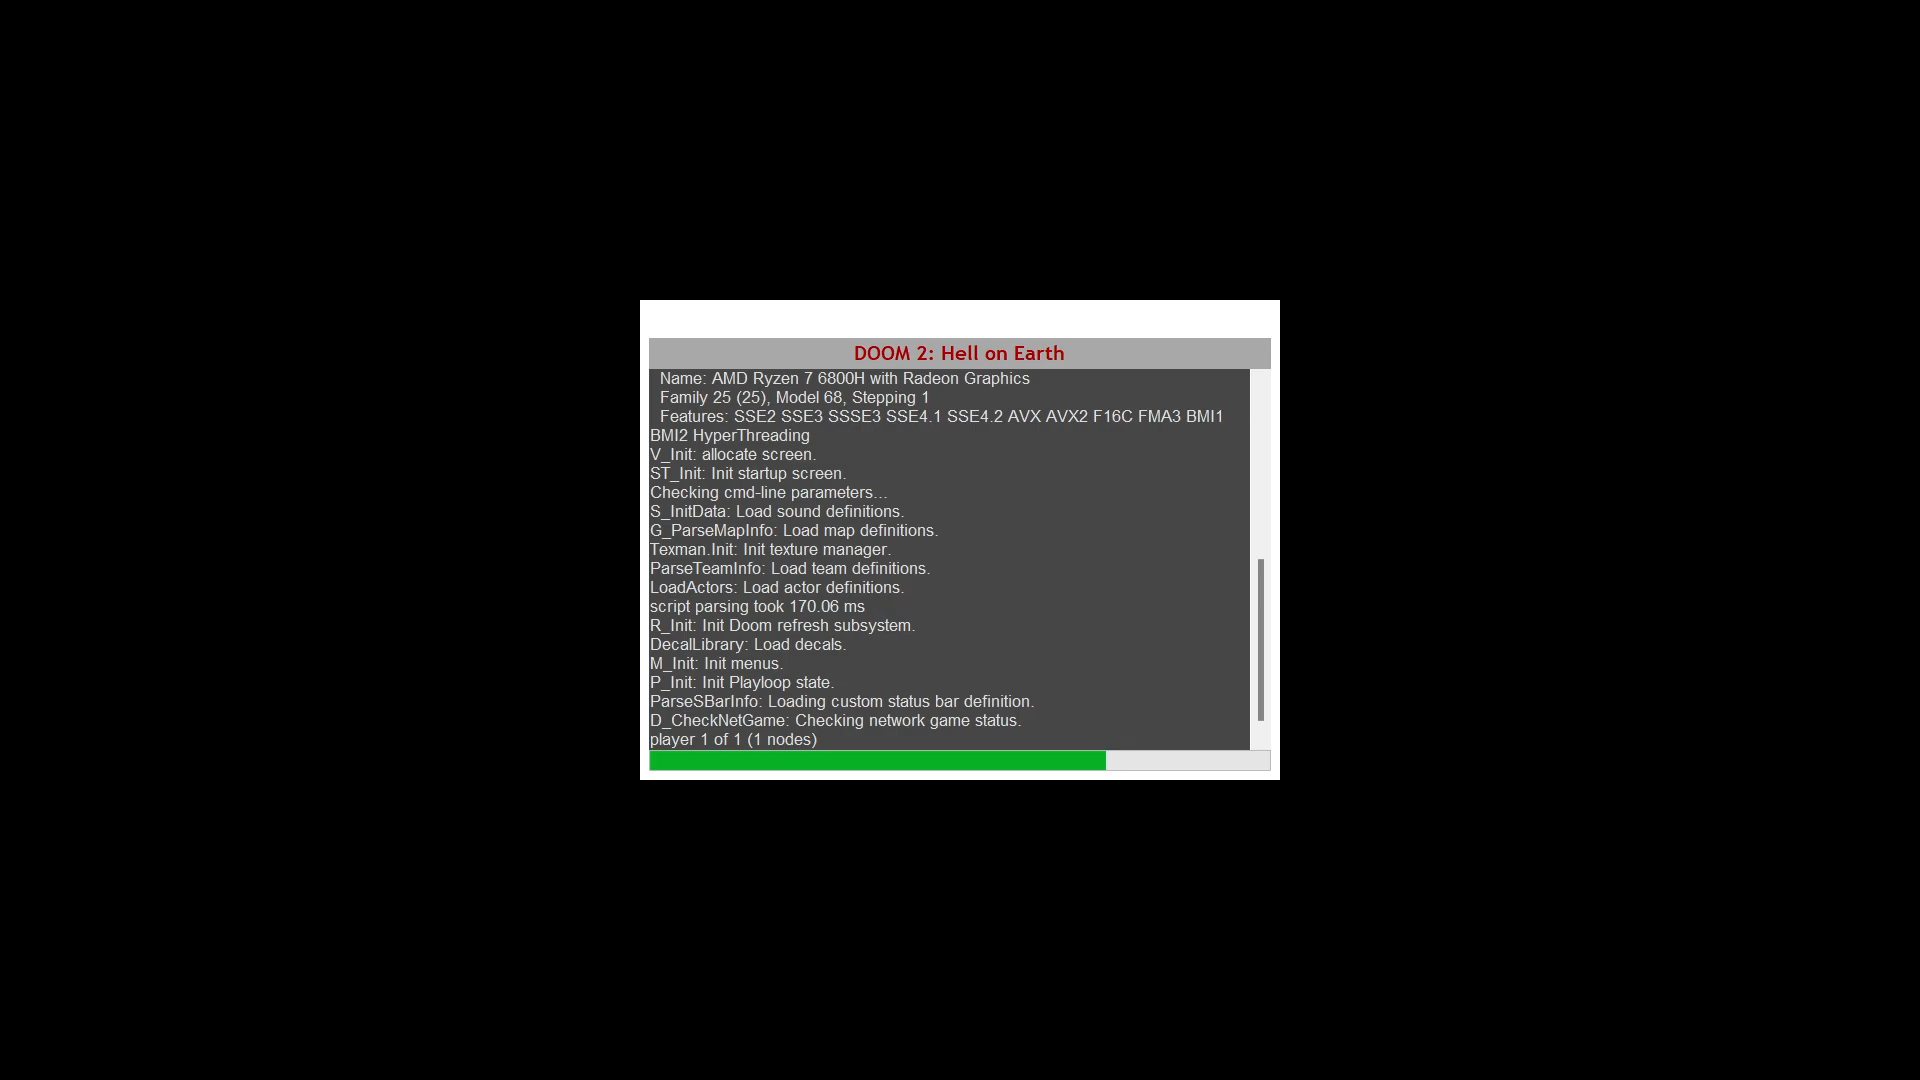 DOOM 2: Hell on Earth
Name: AMD Ryzen 7 6800H with Radeon Graphics
Family 25 (25), Model 68, Stepping 1
Features: SSE2 SSE3 SSSE3 SSE4.1 SSE4.2 AVX AVX2 F16C FMA3 BMI1
BMI2 HyperThreading
V_Init: allocate screen.
ST_Init: Init startup screen.
Checking cmd-line parameters...
S_InitData: Load sound definitions.
G_ParseMapInfo: Load map definitions.
Texman.Init: Init texture manager.
ParseTeamInfo: Load team definitions.
LoadActors: Load actor definitions.
script parsing took 170.06 ms
R_Init: Init Doom refresh subsystem.
DecalLibrary: Load decals.
M_Init: Init menus.
P_Init: Init Playloop state.
ParseSBarInfo: Loading custom status bar definition.
D_CheckNetGame: Checking network game status.
player 1 of 1 (1 nodes)